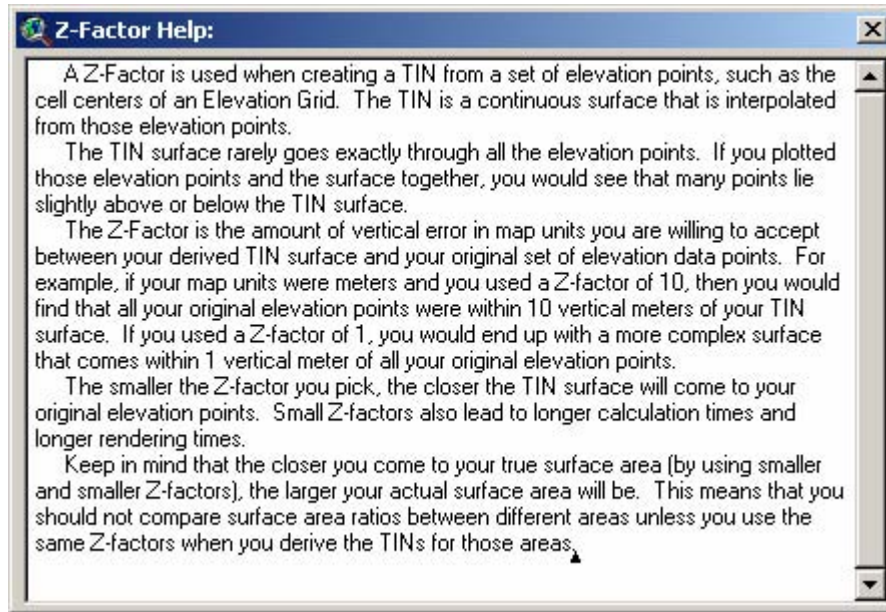 Z-Factor Help:
A Z-Factor is used when creating a TIN from a set of elevation points, such as the
cell centers of an Elevation Grid. The TIN is a continuous surface that is interpolated
from those elevation points.
The TIN surface rarely goes exactly through all the elevation points. If you plotted
those elevation points and the surface together, you would see that many points lie
slightly above or below the TIN surface.
The Z-Factor is the amount of vertical error in map units you are willing to accept
between your derived TIN surface and your original set of elevation data points. For
example, if your map units were meters and you used a Z-factor of 10, then you would
find that all your original elevation points were within 10 vertical meters of your TIN
surface. If you used a Z-factor of 1, you would end up with a more complex surface
that comes within 1 vertical meter of all your original elevation points.
The smaller the Z-factor you pick, the closer the TIN surface will come to your
original elevation points. Small Z-factors also lead to longer calculation times and
longer rendering times.
Keep in mind that the closer you come to your true surface area (by using smaller
and smaller Z-factors), the larger your actual surface area will be. This means that you
should not compare surface area ratios between different areas unless you use the
same Z-factors when you derive the TINs for those areas.